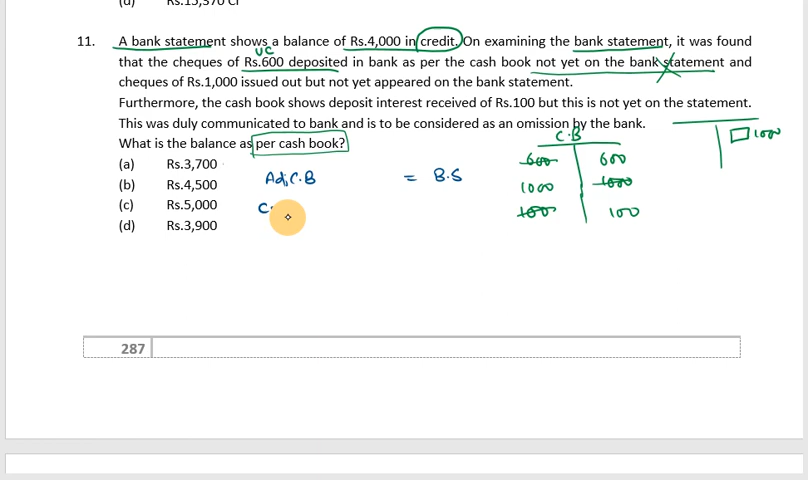 (d) Rs.15,370 Cr
11. A bank statement shows a balance of Rs.4,000 in credit. On examining the bank statement, it was found
UC
that the cheques of Rs.600 deposited in bank as per the cash book not yet on the bank statement and
cheques of Rs.1,000 issued out but not yet appeared on the bank statement.
Furthermore, the cash book shows deposit interest received of Rs.100 but this is not yet on the statement.
This was duly communicated to bank and is to be considered as an omission by the bank.
What is the balance as per cash book?
C.B
1000
(a) Rs.3,700
600 600
(b) Rs.4,500
Adj C.B = B.S
1000 1000
(c) Rs.5,000
C.
100 100
(d) Rs.3,900
287